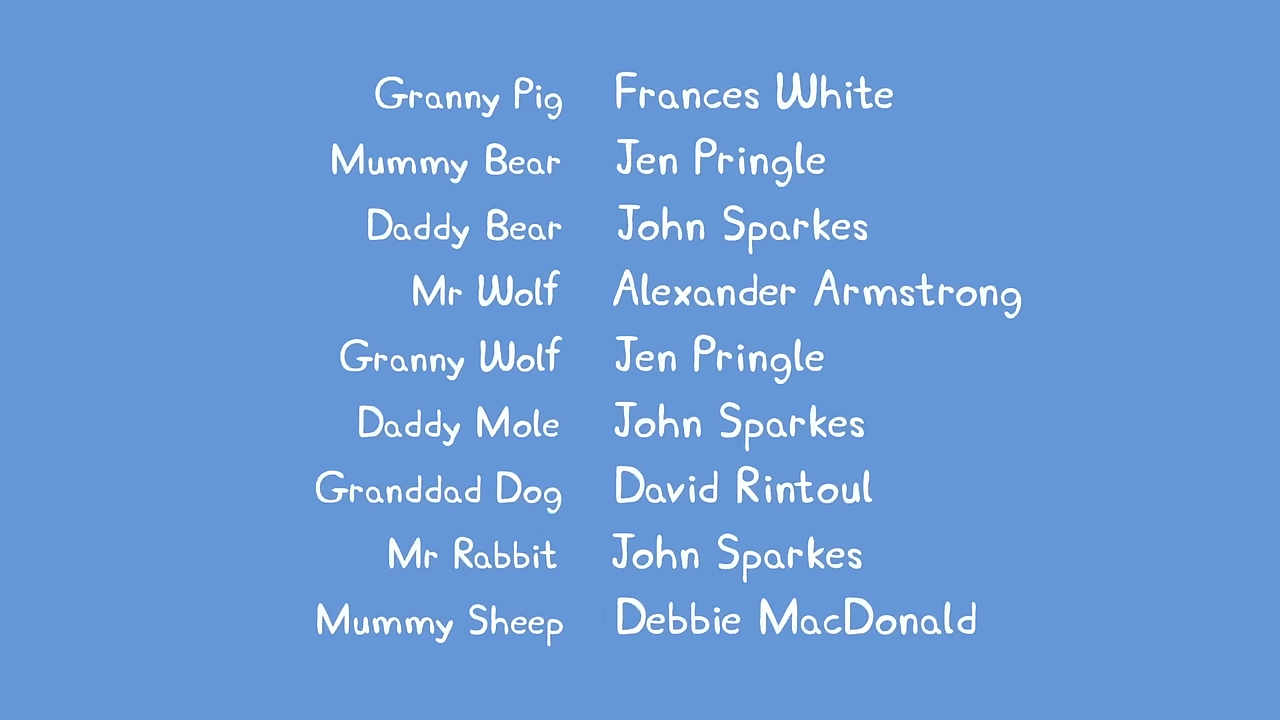 Granny Pig Frances White
Mummy Bear Jen Pringle
Daddy Bear John Sparkes
Mr Wolf Alexander Armstrong
Granny Wolf Jen Pringle
Daddy Mole John Sparkes
Granddad Dog David Rintoul
Mr Rabbit John Sparkes
Mummy Sheep Debbie MacDonald